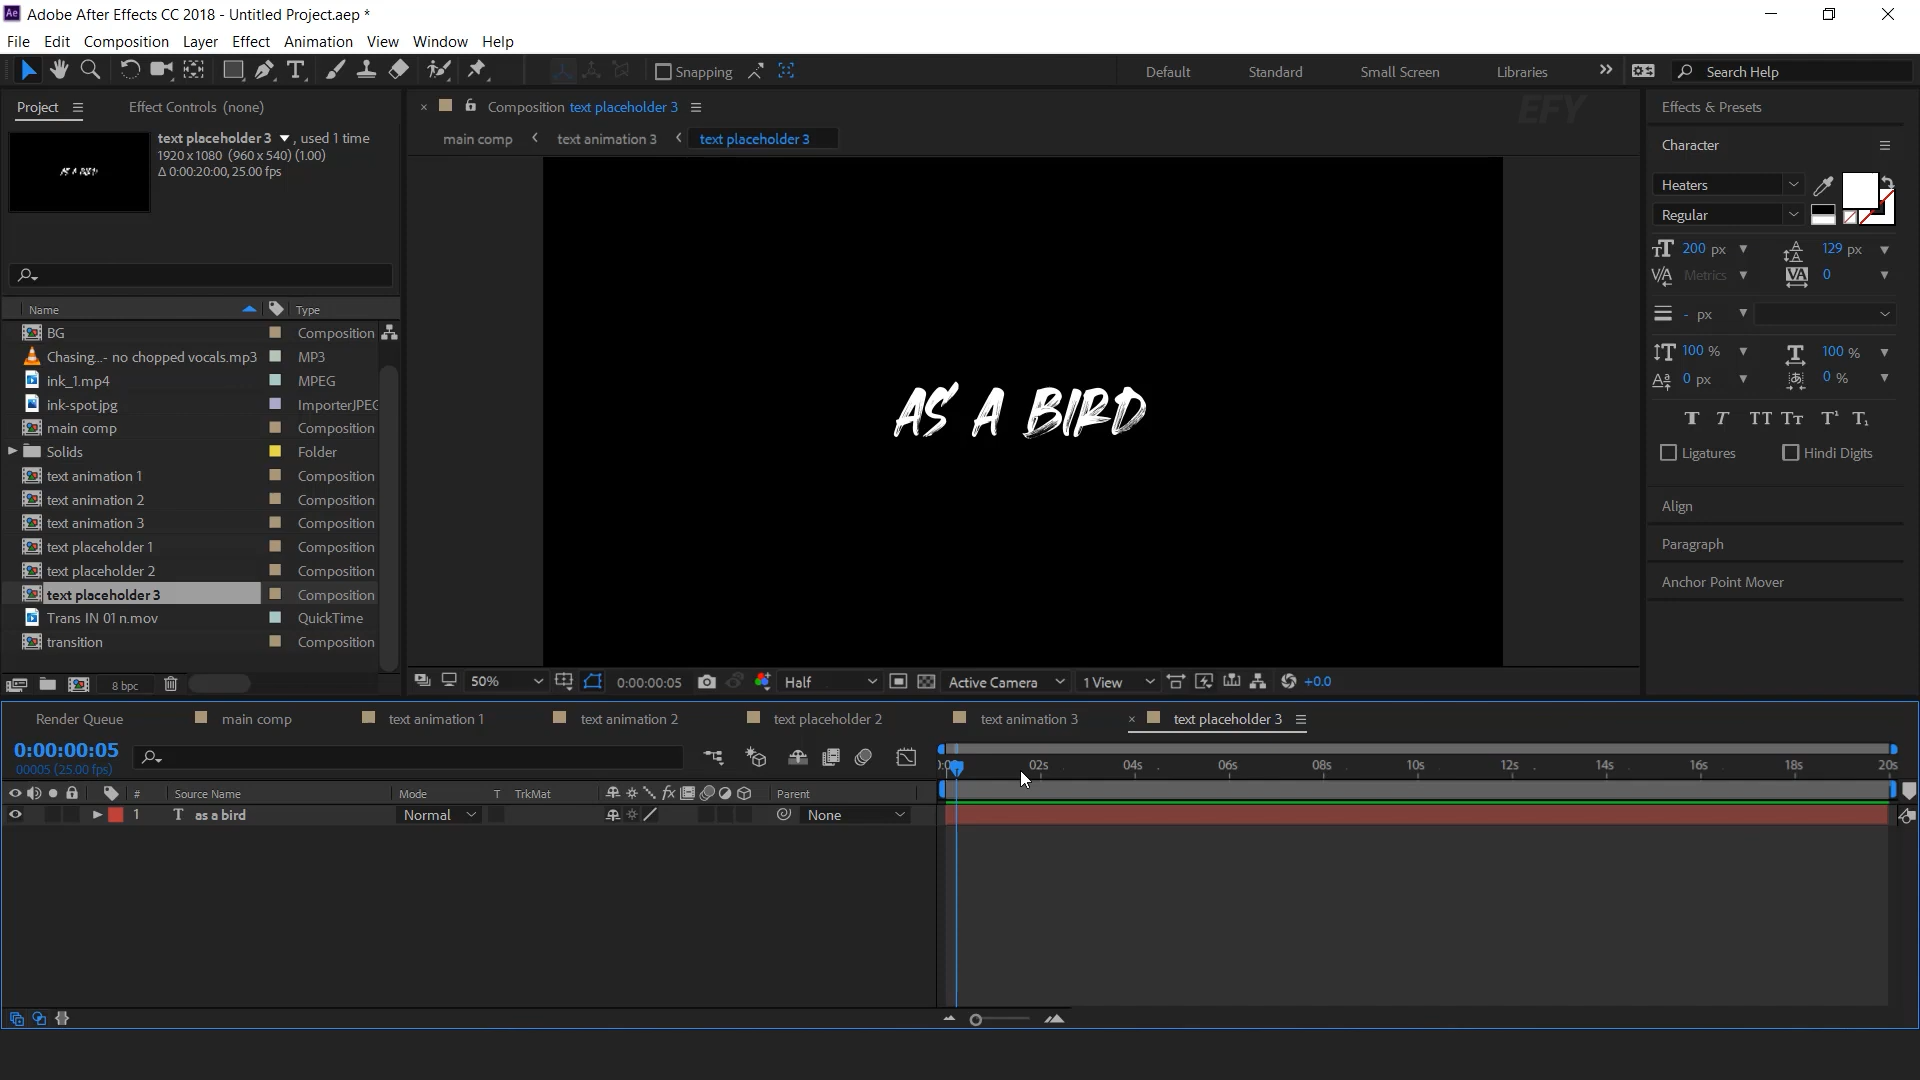 Adobe After Effects CC 2018 - Untitled Project.aep *
File Edit Composition Layer Effect Animation View Window Help
Snapping Default Standard Small Screen Libraries Search Help
Project Effect Controls (none)
Composition text placeholder 3
EFY
Effects & Presets
text placeholder 3 , used 1 time
1920 x 1080 (960 x 540) (1.00)
Δ 0:00:20:00, 25.00 fps
main comp text animation 3 text placeholder 3
Character
Heaters
Regular
200 px 129 px
Metrics 0
- px
100 % 100 %
0 px 0 %
Ligatures Hindi Digits
Align
Paragraph
Anchor Point Mover
AS A BIRD
Name Type
BG Composition
Chasing...- no chopped vocals.mp3 MP3
ink_1.mp4 MPEG
ink-spot.jpg ImporterJPEG
main comp Composition
Solids Folder
text animation 1 Composition
text animation 2 Composition
text animation 3 Composition
text placeholder 1 Composition
text placeholder 2 Composition
text placeholder 3 Composition
Trans IN 01 n.mov QuickTime
transition Composition
8 bpc
50% 0:00:00:05 Half Active Camera 1 View +0.0
Render Queue main comp text animation 1 text animation 2 text placeholder 2 text animation 3 text placeholder 3
0:00:00:05
00005 (25.00 fps)
02s 04s 06s 08s 10s 12s 14s 16s 18s 20s
# Source Name Mode T TrkMat Parent
1 T as a bird Normal None